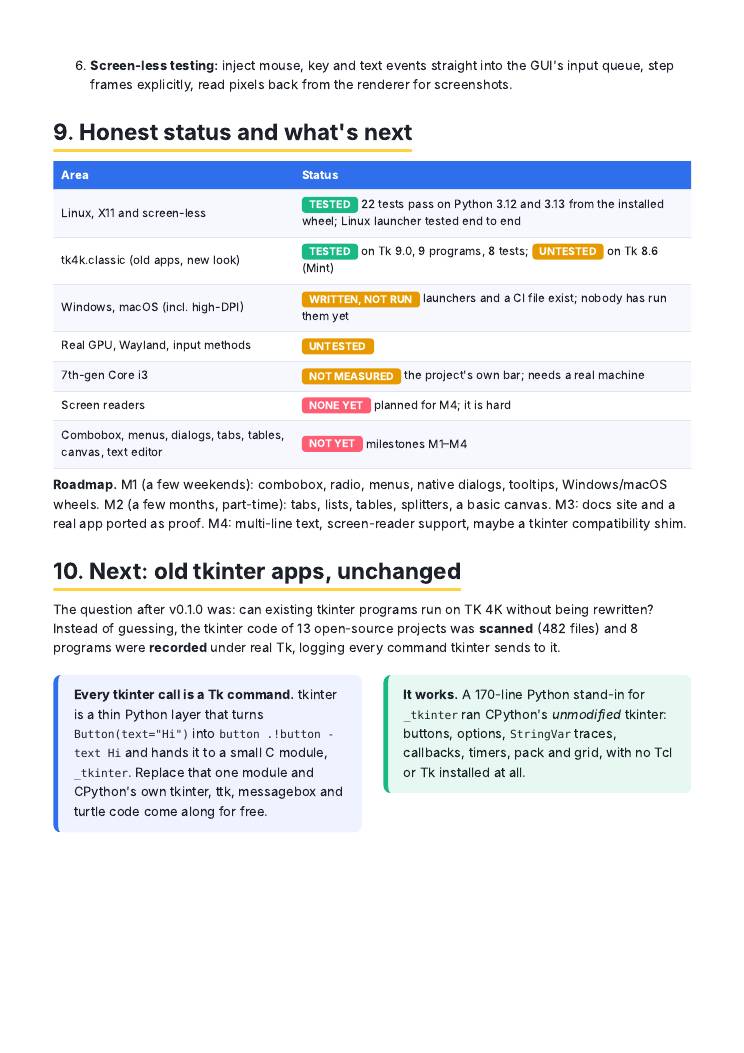 6. Screen-less testing: inject mouse, key and text events straight into the GUI's input queue, step
frames explicitly, read pixels back from the renderer for screenshots.
9. Honest status and what's next
Area Status
Linux, X11 and screen-less TESTED 22 tests pass on Python 3.12 and 3.13 from the installed
wheel; Linux launcher tested end to end
tk4k.classic (old apps, new look) TESTED on Tk 9.0, 9 programs, 8 tests; UNTESTED on Tk 8.6
(Mint)
Windows, macOS (incl. high-DPI) WRITTEN, NOT RUN launchers and a CI file exist; nobody has run
them yet
Real GPU, Wayland, input methods UNTESTED
7th-gen Core i3 NOT MEASURED the project's own bar; needs a real machine
Screen readers NONE YET planned for M4; it is hard
Combobox, menus, dialogs, tabs, tables,
canvas, text editor NOT YET milestones M1–M4
Roadmap. M1 (a few weekends): combobox, radio, menus, native dialogs, tooltips, Windows/macOS
wheels. M2 (a few months, part-time): tabs, lists, tables, splitters, a basic canvas. M3: docs site and a
real app ported as proof. M4: multi-line text, screen-reader support, maybe a tkinter compatibility shim.
10. Next: old tkinter apps, unchanged
The question after v0.1.0 was: can existing tkinter programs run on TK 4K without being rewritten?
Instead of guessing, the tkinter code of 13 open-source projects was scanned (482 files) and 8
programs were recorded under real Tk, logging every command tkinter sends to it.
Every tkinter call is a Tk command. tkinter
is a thin Python layer that turns
Button(text="Hi") into button .!button -
text Hi and hands it to a small C module,
_tkinter. Replace that one module and
CPython's own tkinter, ttk, messagebox and
turtle code come along for free.
It works. A 170-line Python stand-in for
_tkinter ran CPython's unmodified tkinter:
buttons, options, StringVar traces,
callbacks, timers, pack and grid, with no Tcl
or Tk installed at all.